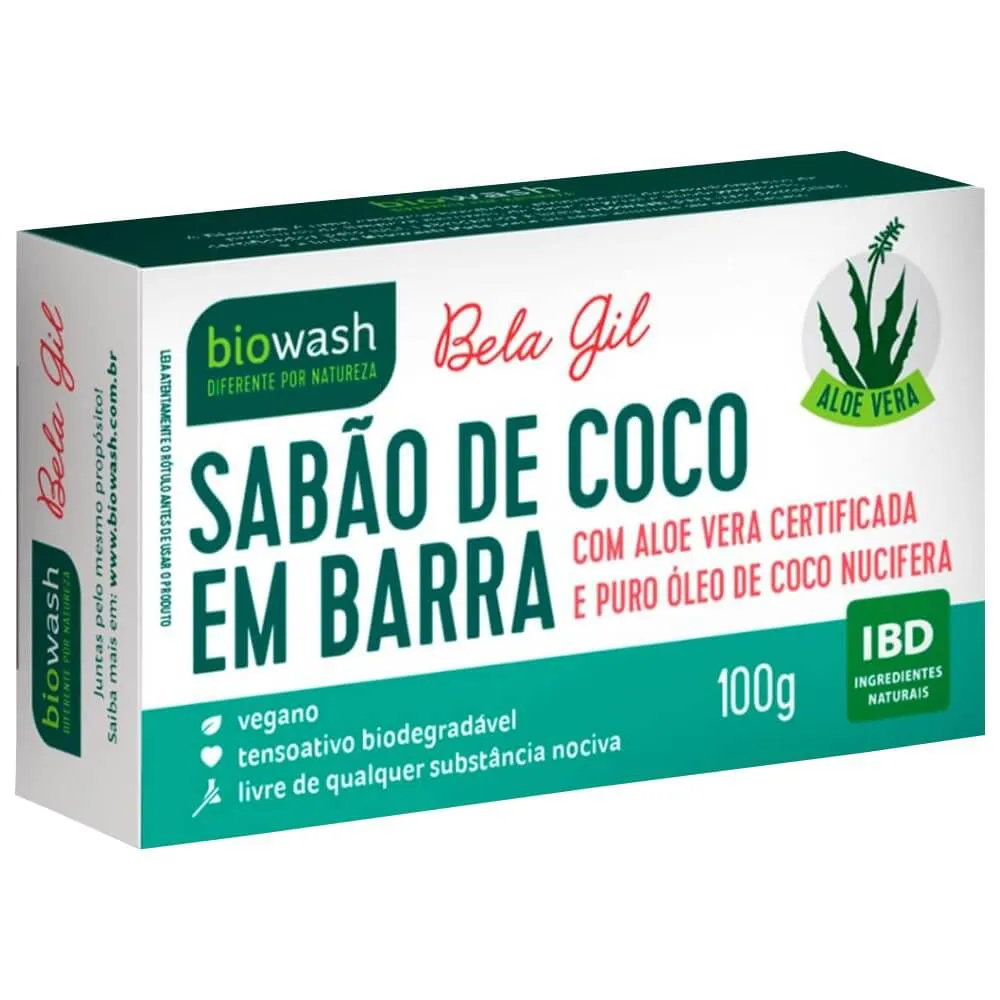 biowash
biowash
DIFERENTE POR NATUREZA
Bela Gil
ALOE VERA
SABÃO DE COCO
EM BARRA
COM ALOE VERA CERTIFICADA
E PURO ÓLEO DE COCO NUCIFERA
LEIA ATENTAMENTE O RÓTULO ANTES DE USAR O PRODUTO
vegano
tensoativo biodegradável
livre de qualquer substância nociva
100g
IBD
INGREDIENTES
NATURAIS
Bela Gil
biowash
DIFERENTE POR NATUREZA
Juntas pelo mesmo propósito!
Saiba mais em: www.biowash.com.br